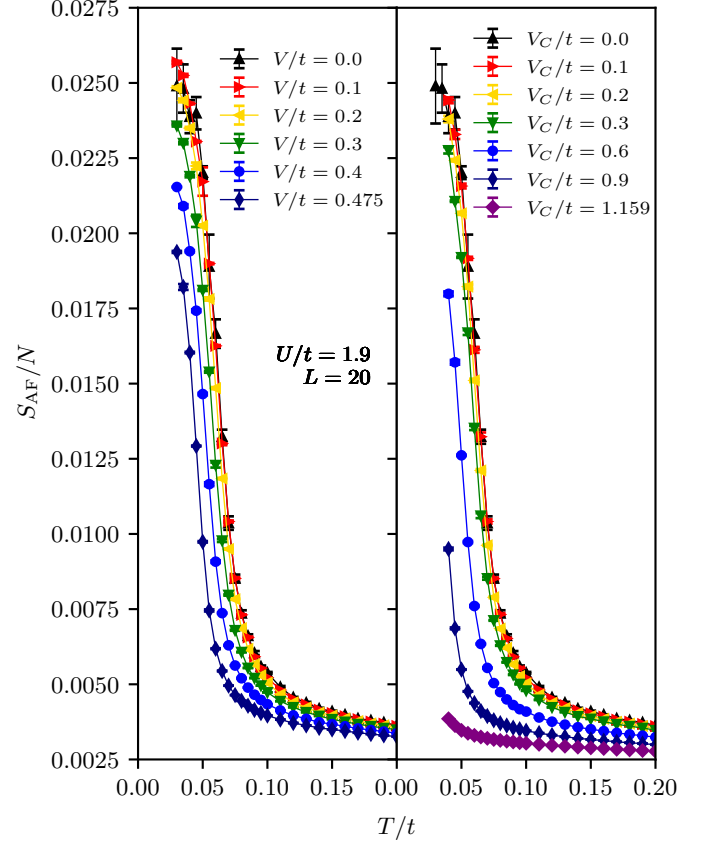 0.0275
0.0250
0.0225
0.0200
0.0175
0.0150
0.0125
0.0100
0.0075
0.0050
0.0025
S_AF/N
V/t = 0.0
V/t = 0.1
V/t = 0.2
V/t = 0.3
V/t = 0.4
V/t = 0.475
U/t = 1.9
L = 20
V_C/t = 0.0
V_C/t = 0.1
V_C/t = 0.2
V_C/t = 0.3
V_C/t = 0.6
V_C/t = 0.9
V_C/t = 1.159
0.00 0.05 0.10 0.15 0.00 0.05 0.10 0.15 0.20
T/t